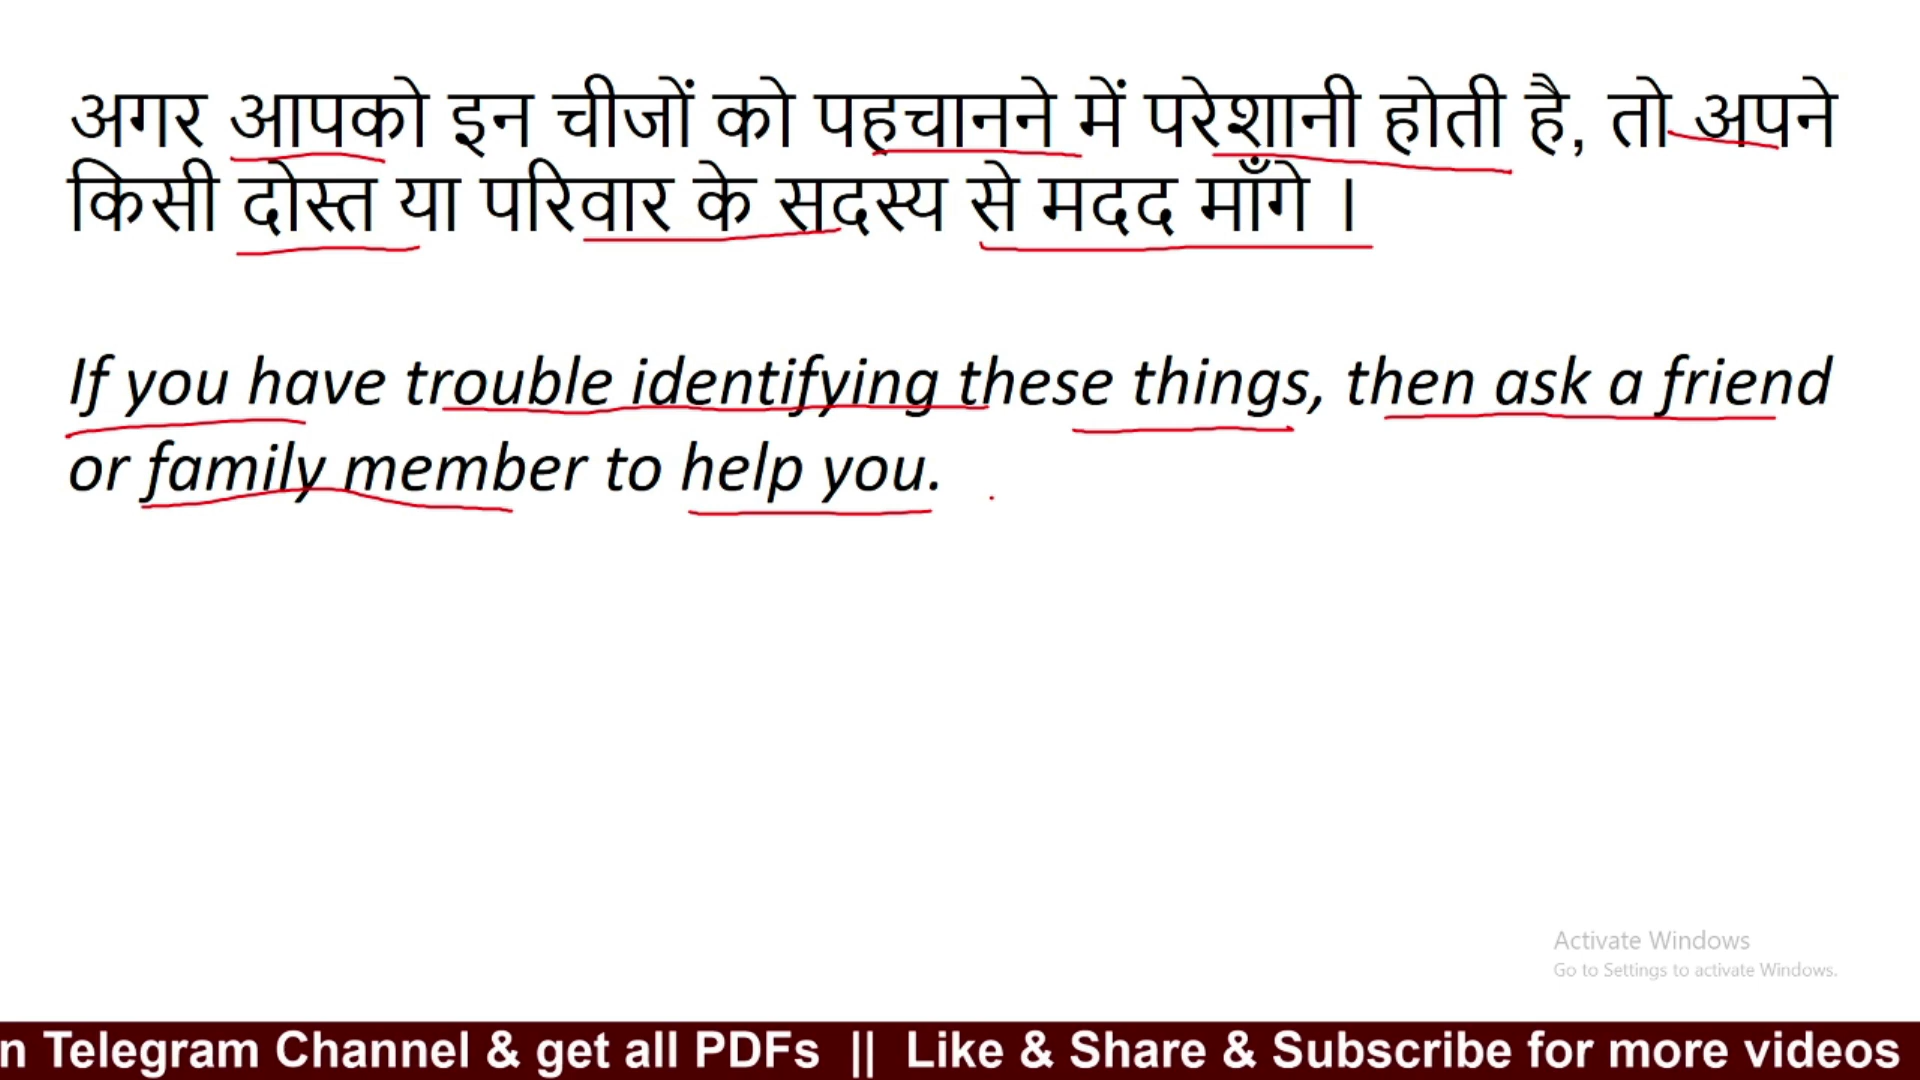 अगर आपको इन चीजों को पहचानने में परेशानी होती है, तो अपने
किसी दोस्त या परिवार के सदस्य से मदद माँगे ।
If you have trouble identifying these things, then ask a friend
or family member to help you.
Activate Windows
Go to Settings to activate Windows.
n Telegram Channel & get all PDFs || Like & Share & Subscribe for more videos